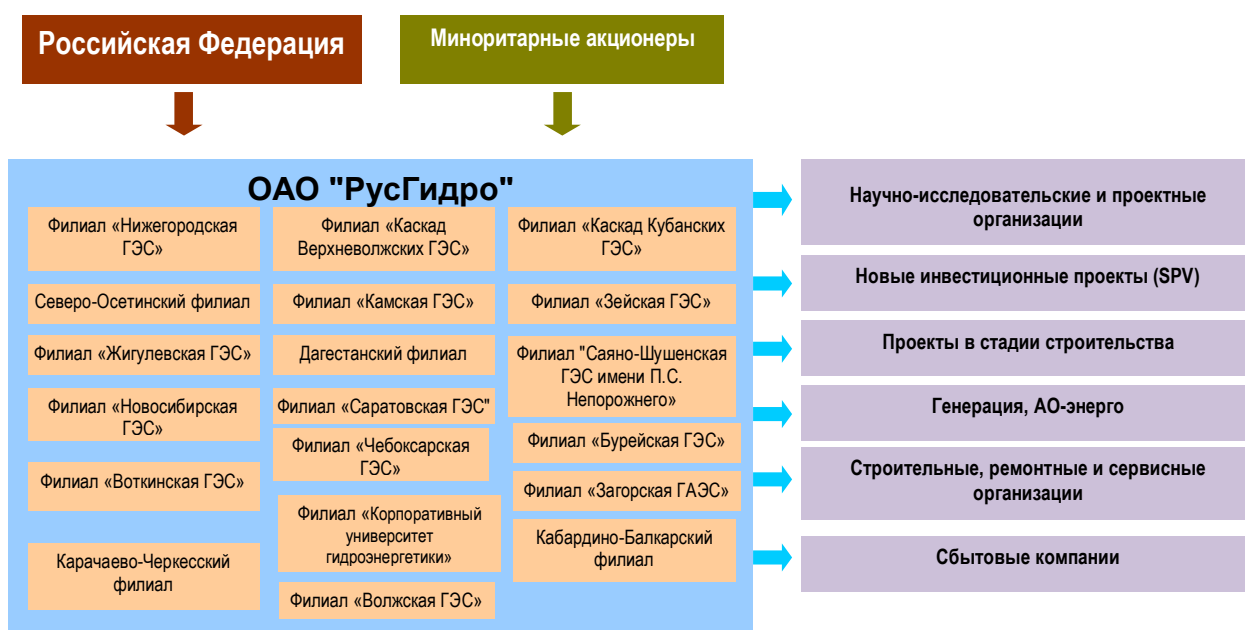 Российская Федерация
Миноритарные акционеры
ОАО "РусГидро"
Филиал «Нижегородская
ГЭС»
Северо-Осетинский филиал
Филиал «Жигулевская ГЭС»
Филиал «Новосибирская
ГЭС»
Филиал «Воткинская ГЭС»
Карачаево-Черкесский
филиал
Филиал «Каскад
Верхневолжских ГЭС»
Филиал «Камская ГЭС»
Дагестанский филиал
Филиал «Саратовская ГЭС"
Филиал «Чебоксарская
ГЭС»
Филиал «Корпоративный
университет
гидроэнергетики»
Филиал «Волжская ГЭС»
Филиал «Каскад Кубанских
ГЭС»
Филиал «Зейская ГЭС»
Филиал "Саяно-Шушенская
ГЭС имени П.С.
Непорожнего»
Филиал «Бурейская ГЭС»
Филиал «Загорская ГАЭС»
Кабардино-Балкарский
филиал
Научно-исследовательские и проектные
организации
Новые инвестиционные проекты (SPV)
Проекты в стадии строительства
Генерация, АО-энерго
Строительные, ремонтные и сервисные
организации
Сбытовые компании